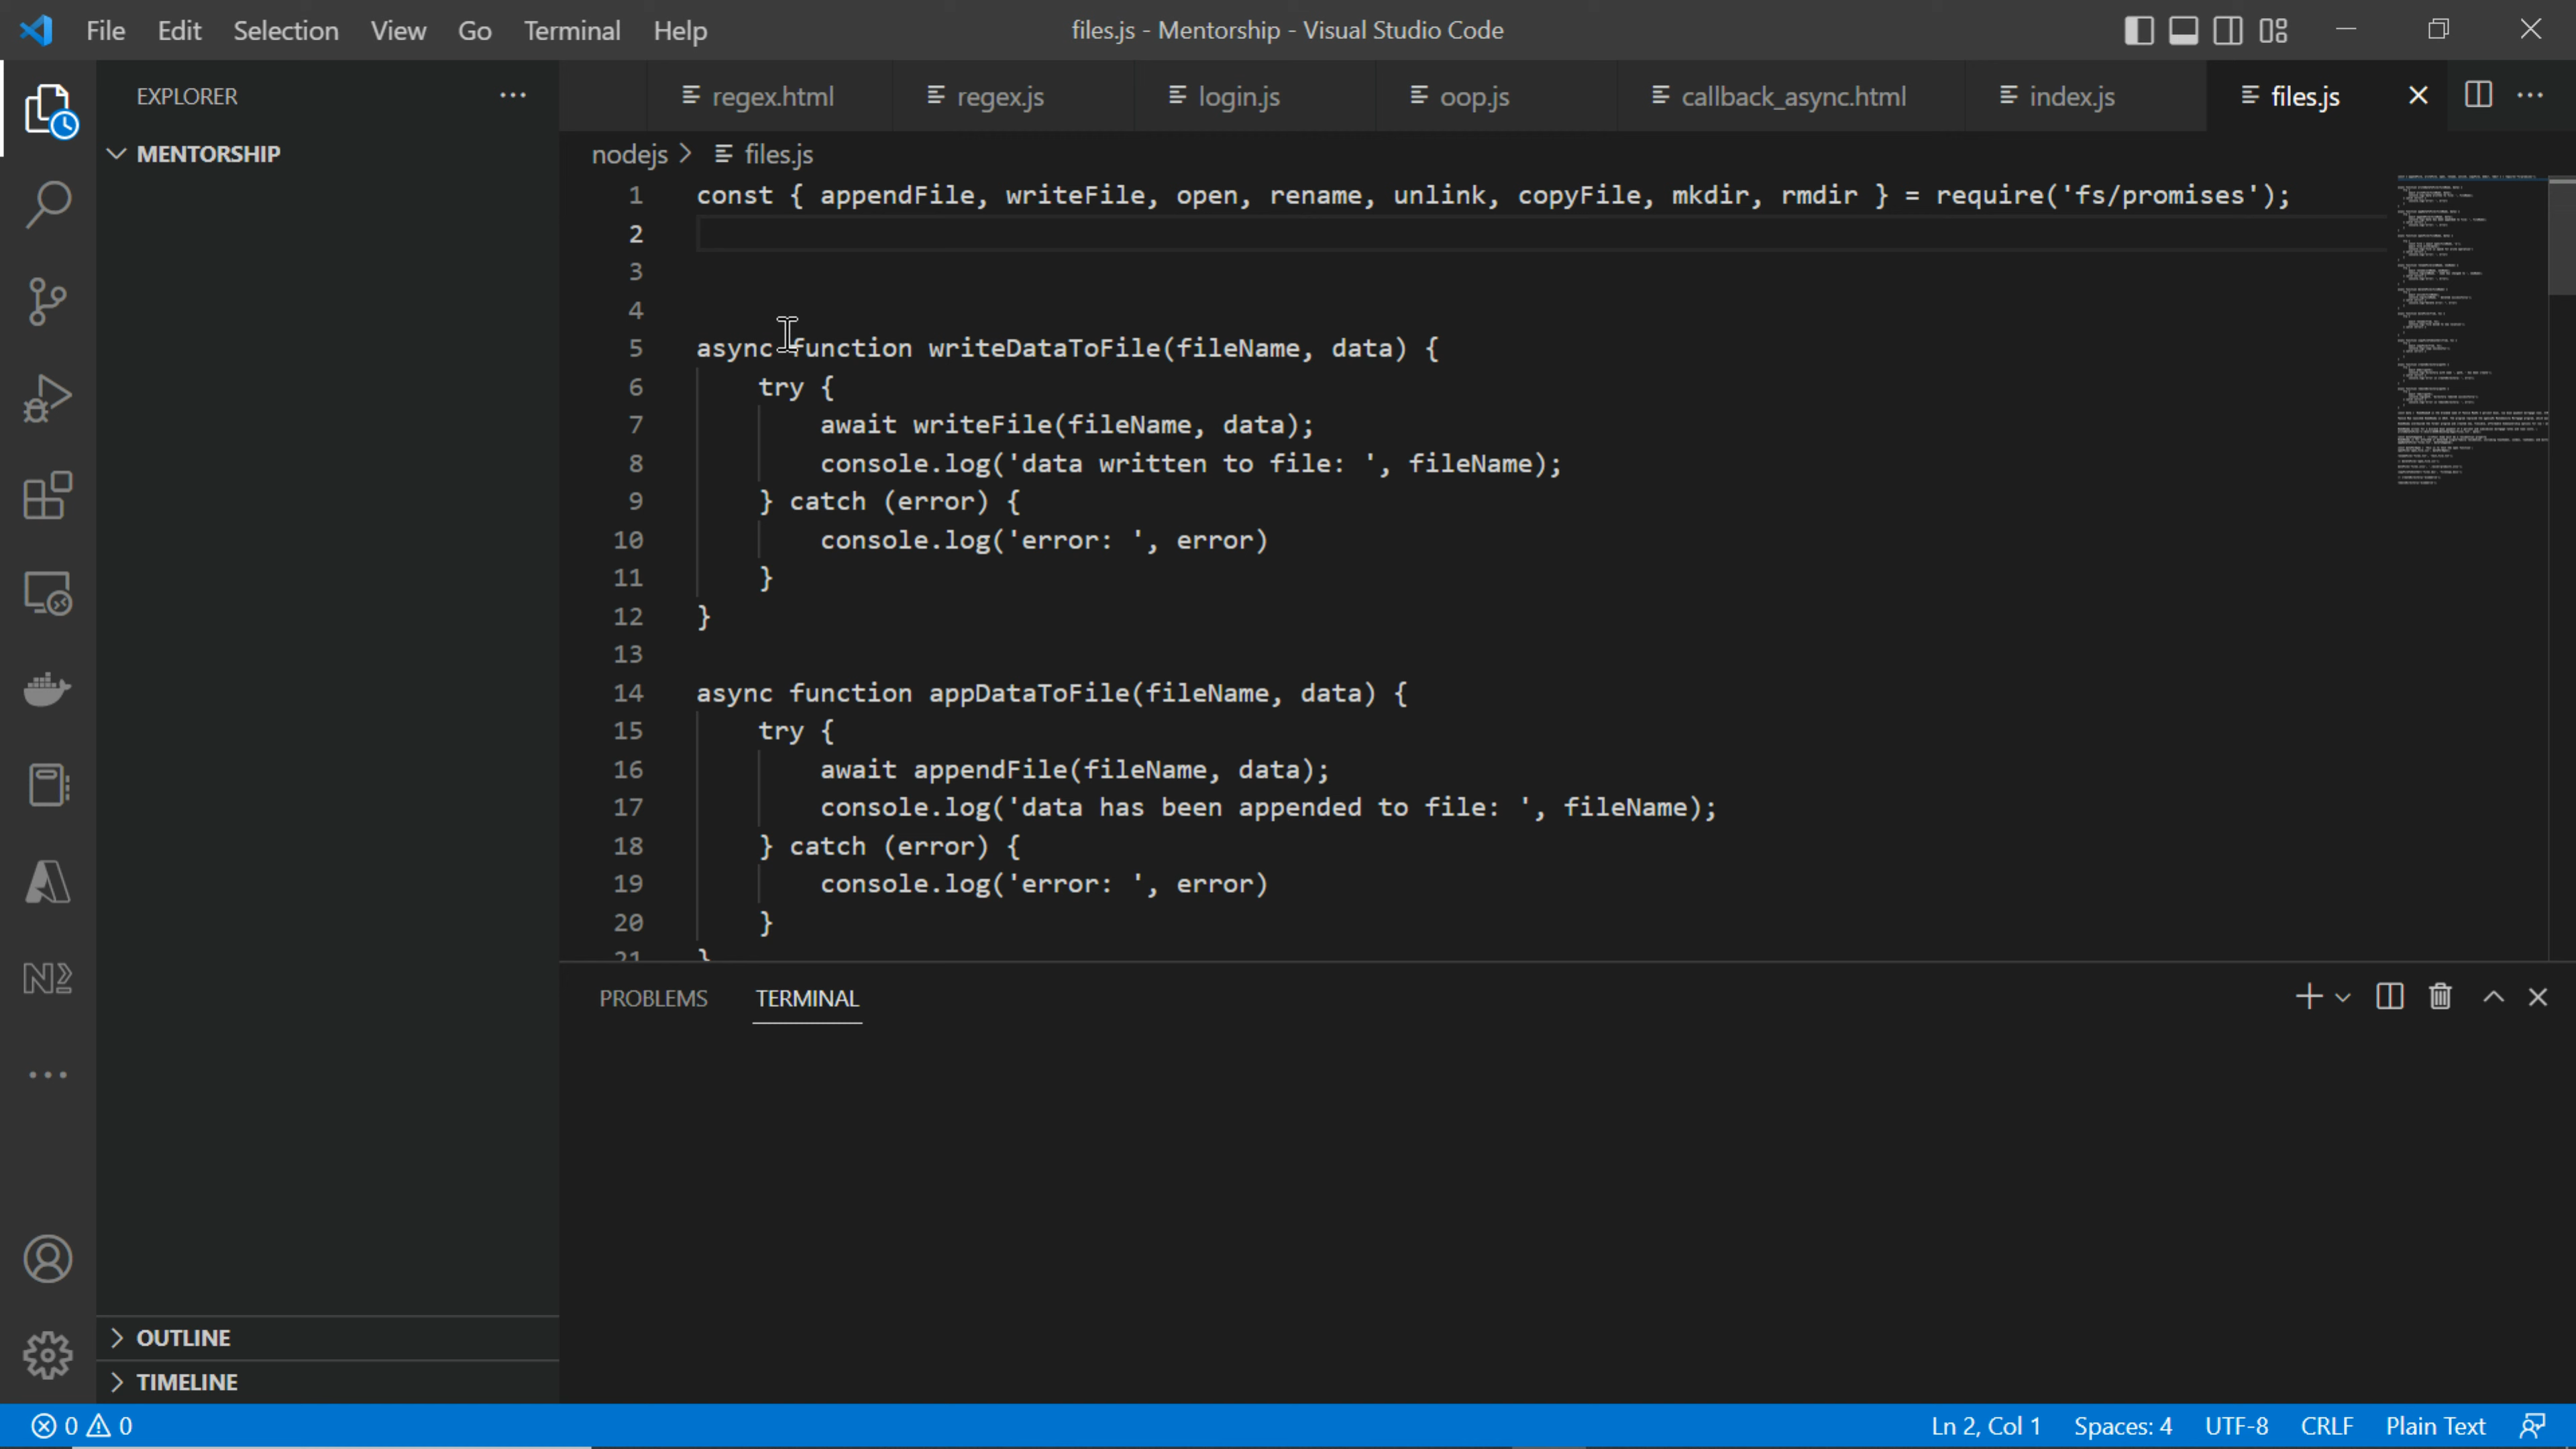 File Edit Selection View Go Terminal Help files.js - Mentorship - Visual Studio Code
EXPLORER
MENTORSHIP
OUTLINE
TIMELINE
regex.html regex.js login.js oop.js callback_async.html index.js files.js
nodejs > files.js
1 const { appendFile, writeFile, open, rename, unlink, copyFile, mkdir, rmdir } = require('fs/promises');
2
3
4
5 async function writeDataToFile(fileName, data) {
6 try {
7 await writeFile(fileName, data);
8 console.log('data written to file: ', fileName);
9 } catch (error) {
10 console.log('error: ', error)
11 }
12 }
13
14 async function appDataToFile(fileName, data) {
15 try {
16 await appendFile(fileName, data);
17 console.log('data has been appended to file: ', fileName);
18 } catch (error) {
19 console.log('error: ', error)
20 }
21 }
PROBLEMS TERMINAL
0 0 Ln 2, Col 1 Spaces: 4 UTF-8 CRLF Plain Text